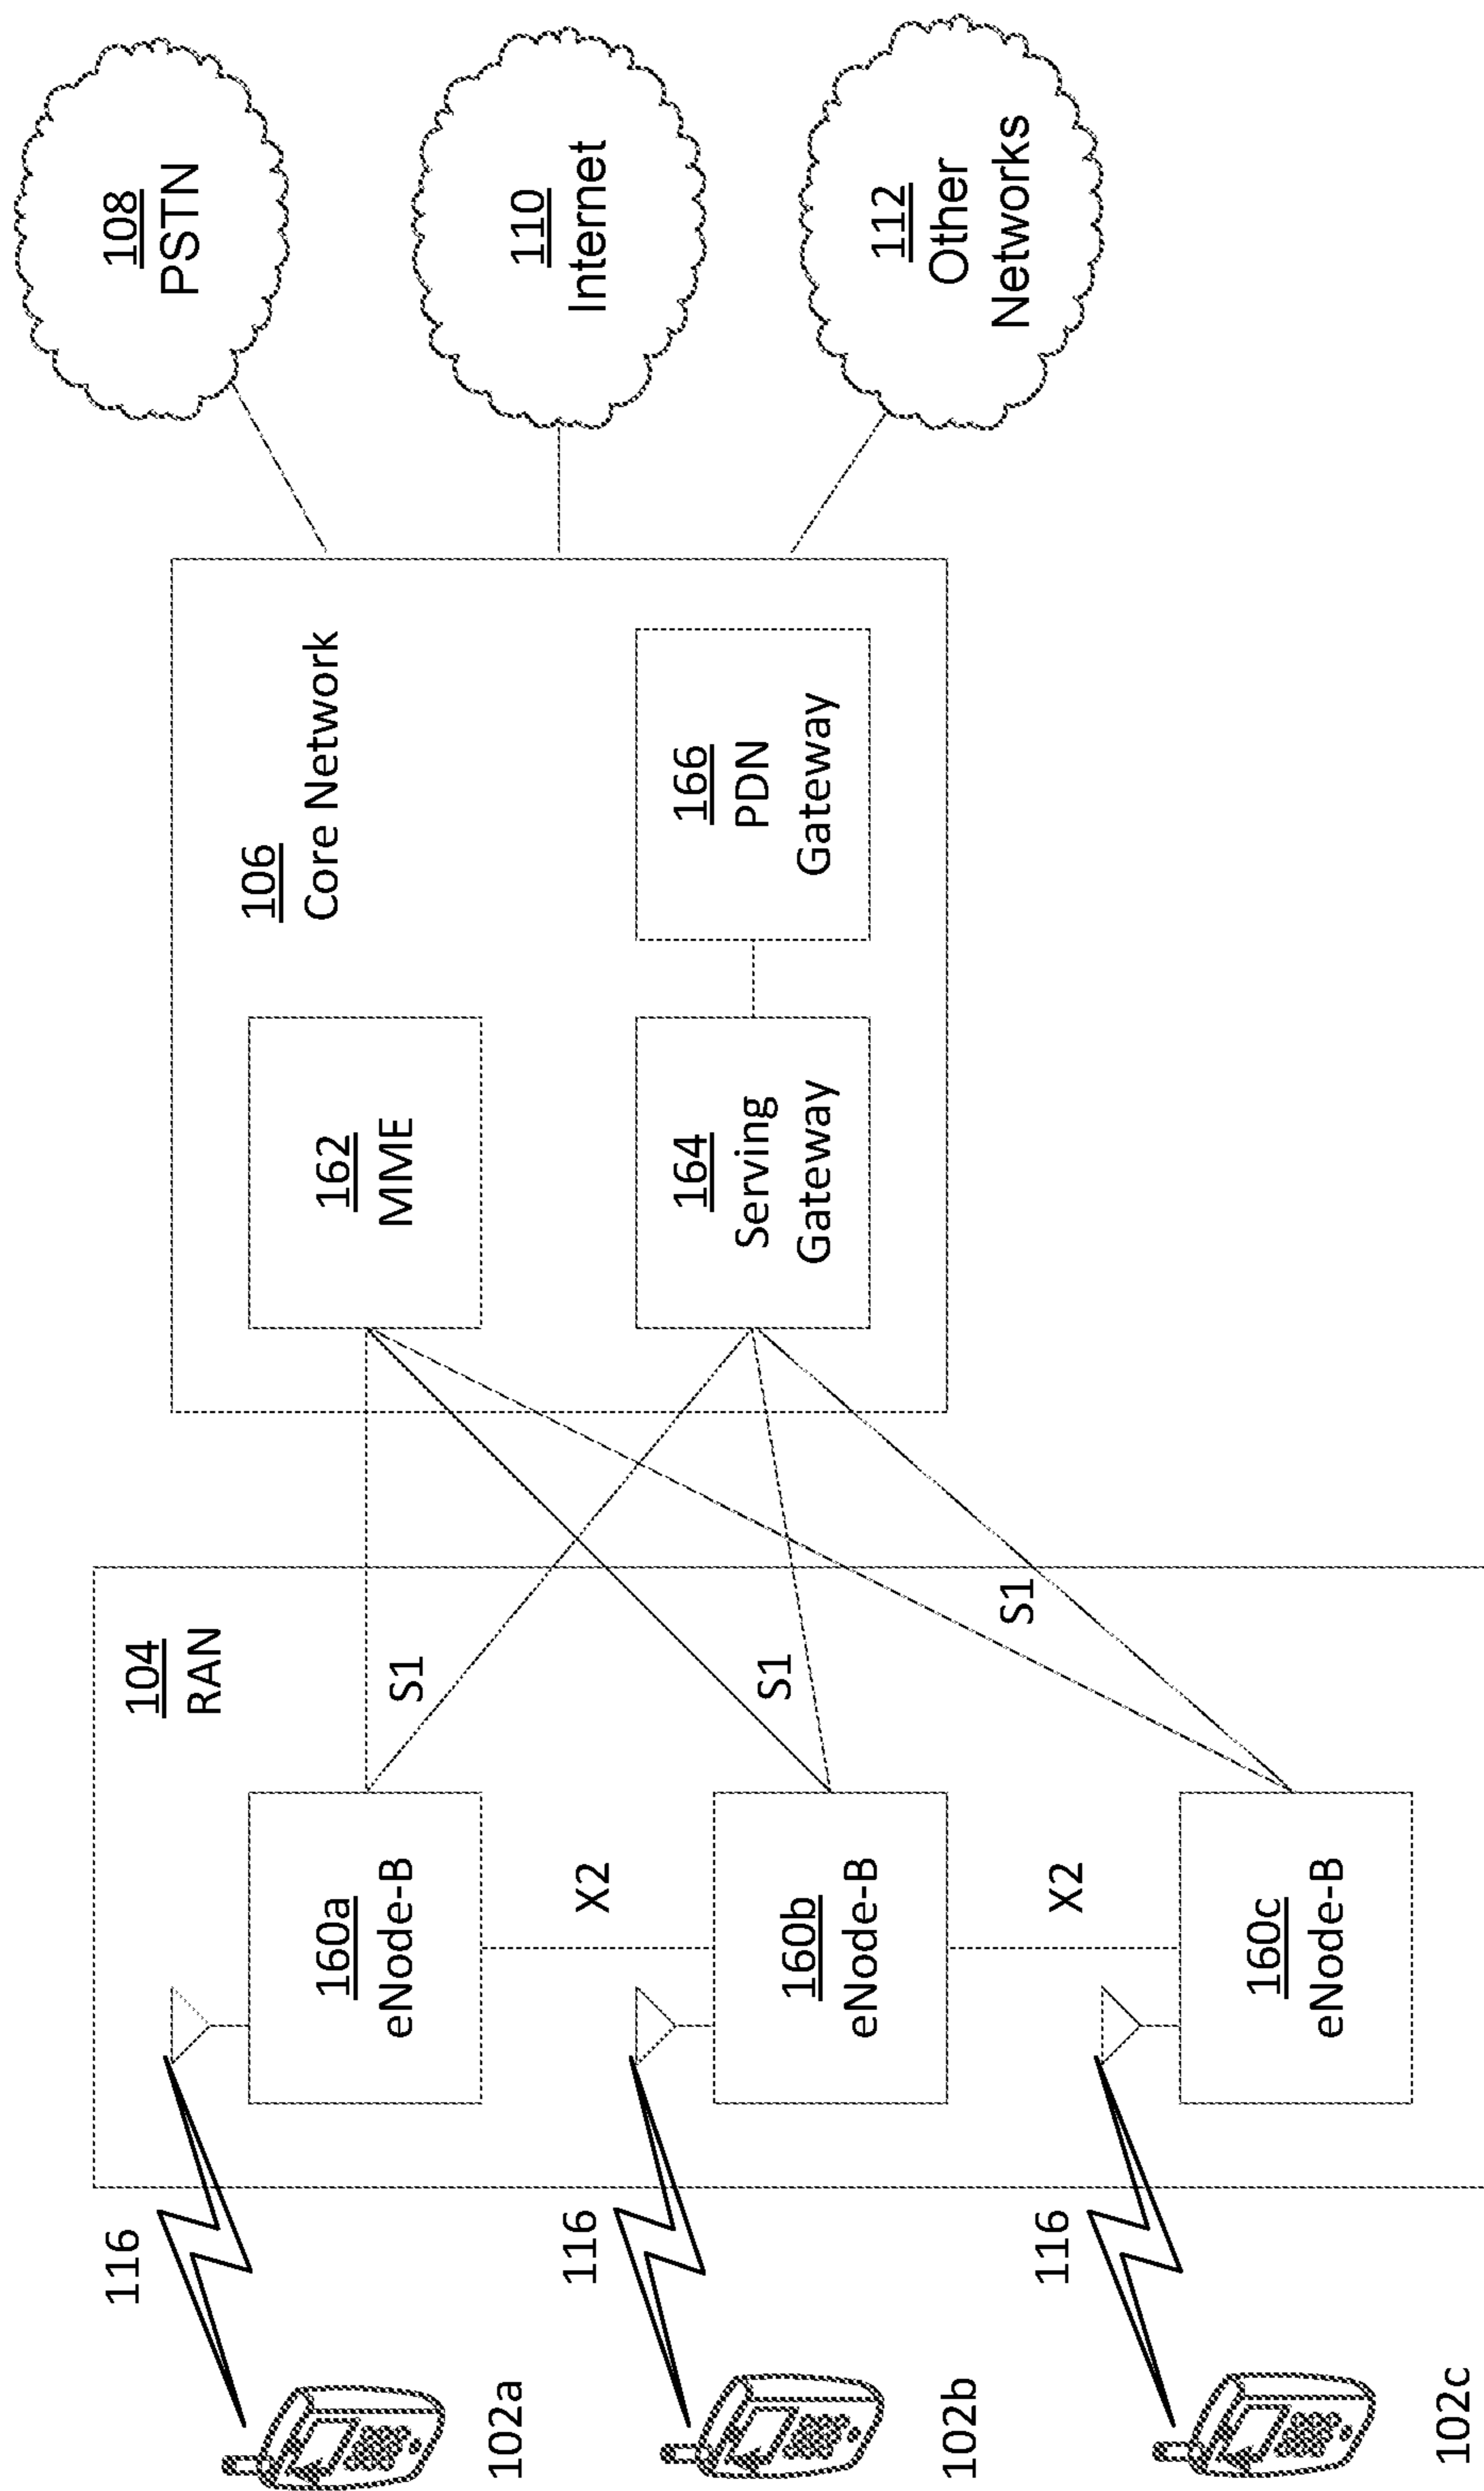 116
102a
116
102b
116
102c
104
RAN
160a
eNode-B
X2
160b
eNode-B
X2
160c
eNode-B
S1
S1
S1
106
Core Network
162
MME
164
Serving
Gateway
166
PDN
Gateway
108
PSTN
110
Internet
112
Other
Networks